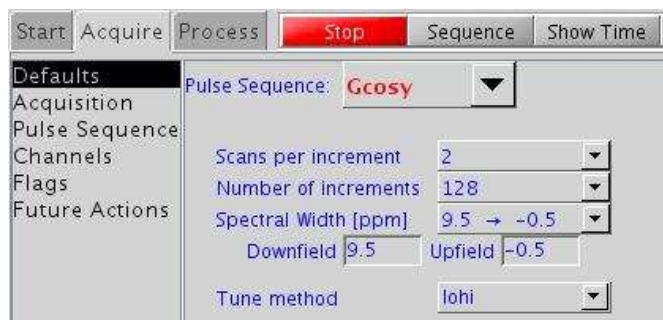 Start Acquire Process Stop Sequence Show Time
Defaults
Acquisition
Pulse Sequence
Channels
Flags
Future Actions
Pulse Sequence: Gcosy
Scans per increment 2
Number of increments 128
Spectral Width [ppm] 9.5 → -0.5
Downfield 9.5 Upfield -0.5
Tune method lohi